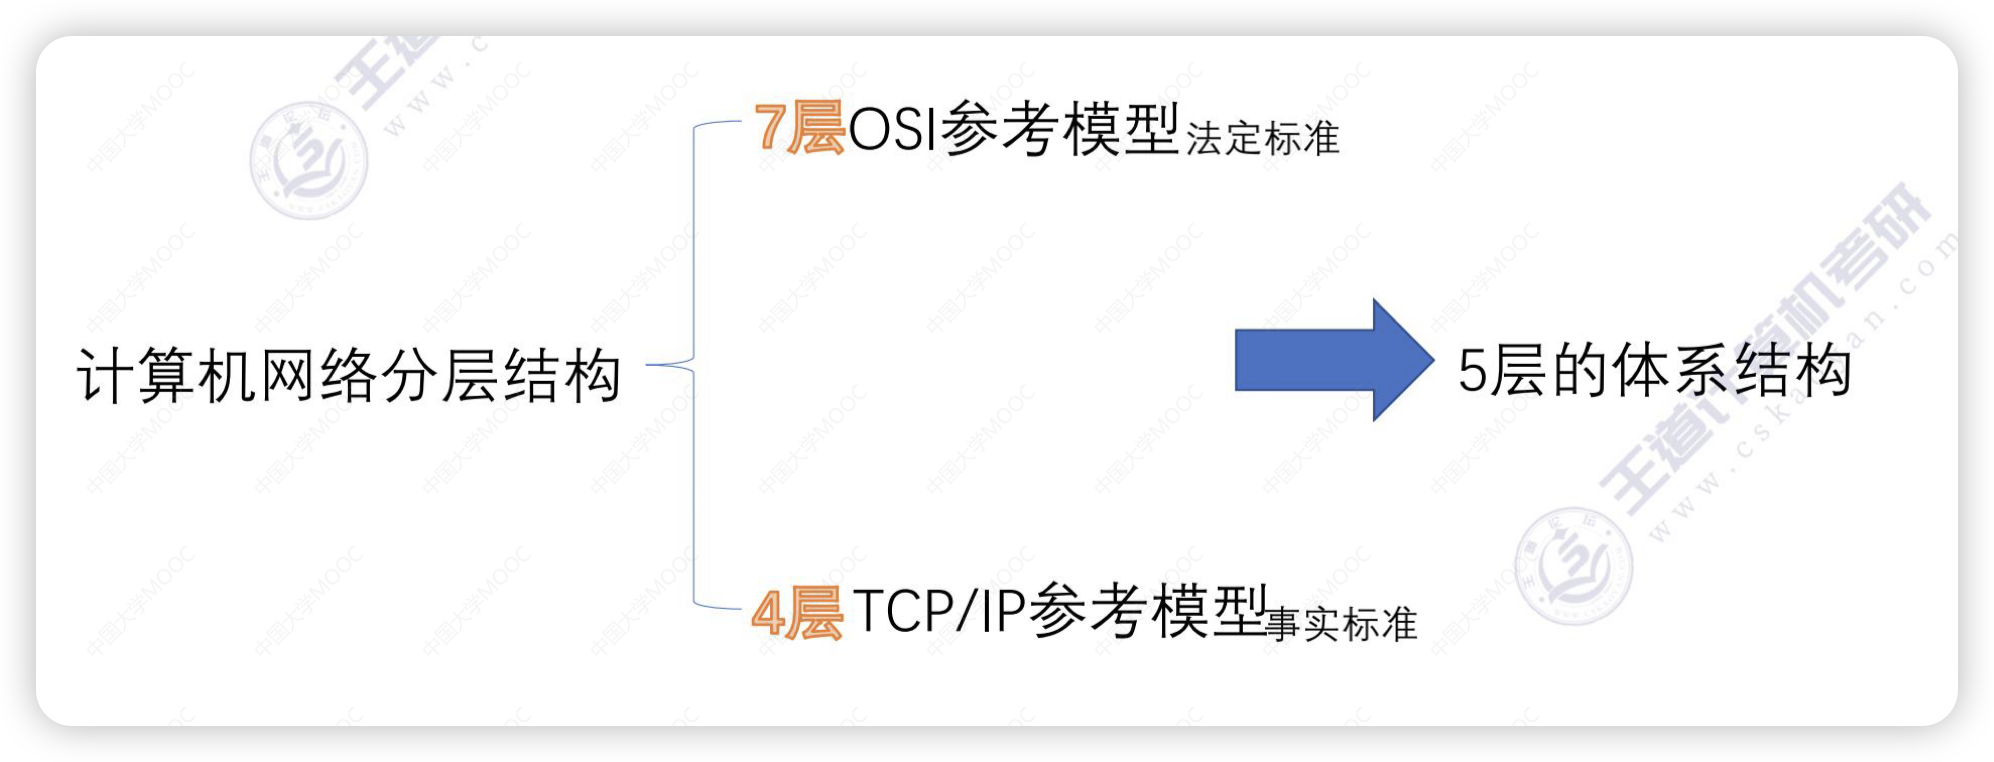 7层OSI参考模型 法定标准
计算机网络分层结构
5层的体系结构
4层 TCP/IP参考模型 事实标准
王道计算机考研
www.cskaoyan.com
中国大学MOOC